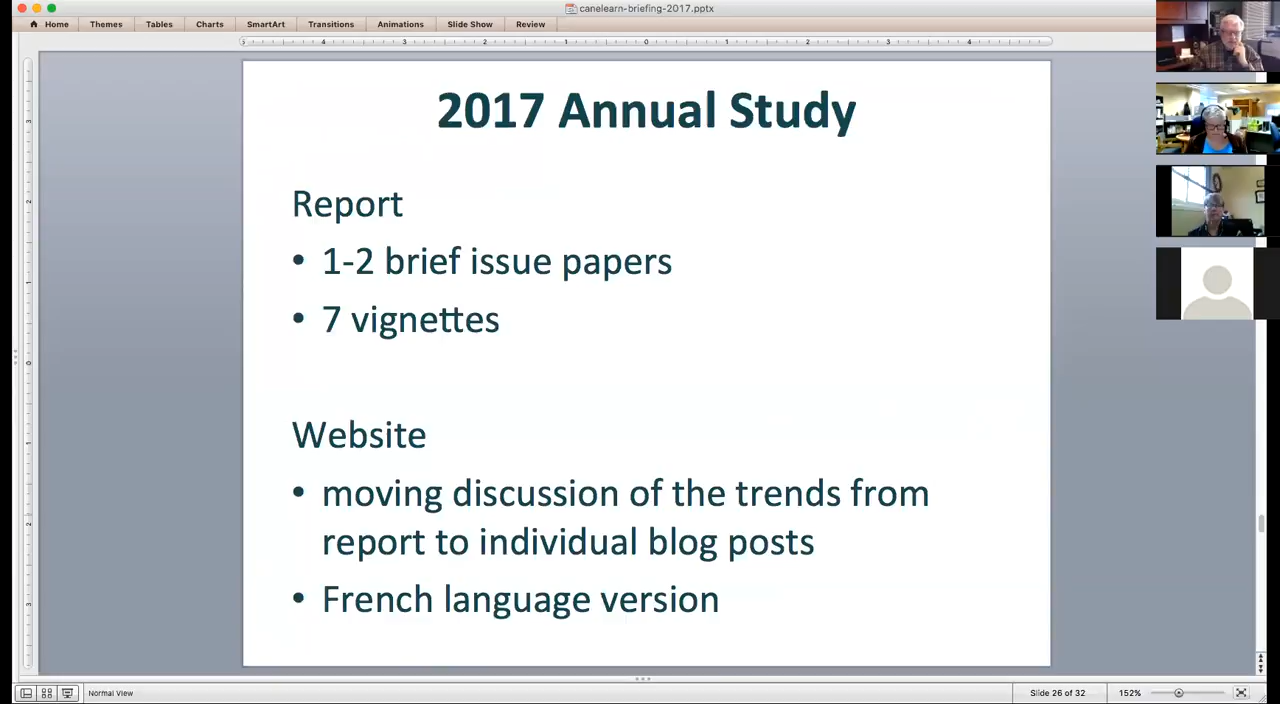 canelearn-briefing-2017.pptx
Home Themes Tables Charts SmartArt Transitions Animations Slide Show Review
2017 Annual Study
Report
• 1-2 brief issue papers
• 7 vignettes
Website
• moving discussion of the trends from
report to individual blog posts
• French language version
Normal View Slide 26 of 32 152%